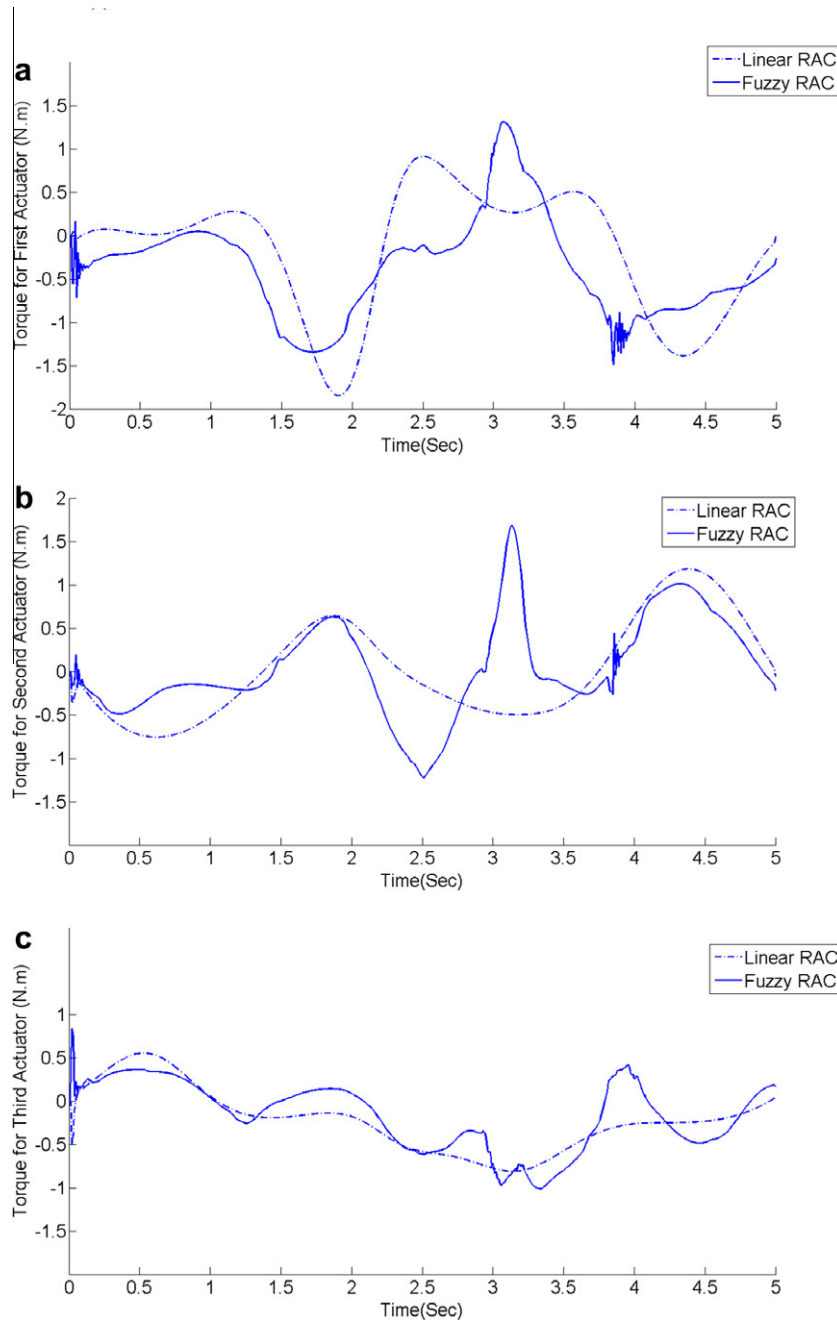 a
Linear RAC
Fuzzy RAC
Torque for First Actuator (N.m)
1.5
1
0.5
0
-0.5
-1
-1.5
-2
0 0.5 1 1.5 2 2.5 3 3.5 4 4.5 5
Time(Sec)
b
Linear RAC
Fuzzy RAC
Torque for Second Actuator (N.m)
2
1.5
1
0.5
0
-0.5
-1
-1.5
0 0.5 1 1.5 2 2.5 3 3.5 4 4.5 5
Time(Sec)
c
Linear RAC
Fuzzy RAC
Torque for Third Actuator (N.m)
1
0.5
0
-0.5
-1
-1.5
0 0.5 1 1.5 2 2.5 3 3.5 4 4.5 5
Time(Sec)